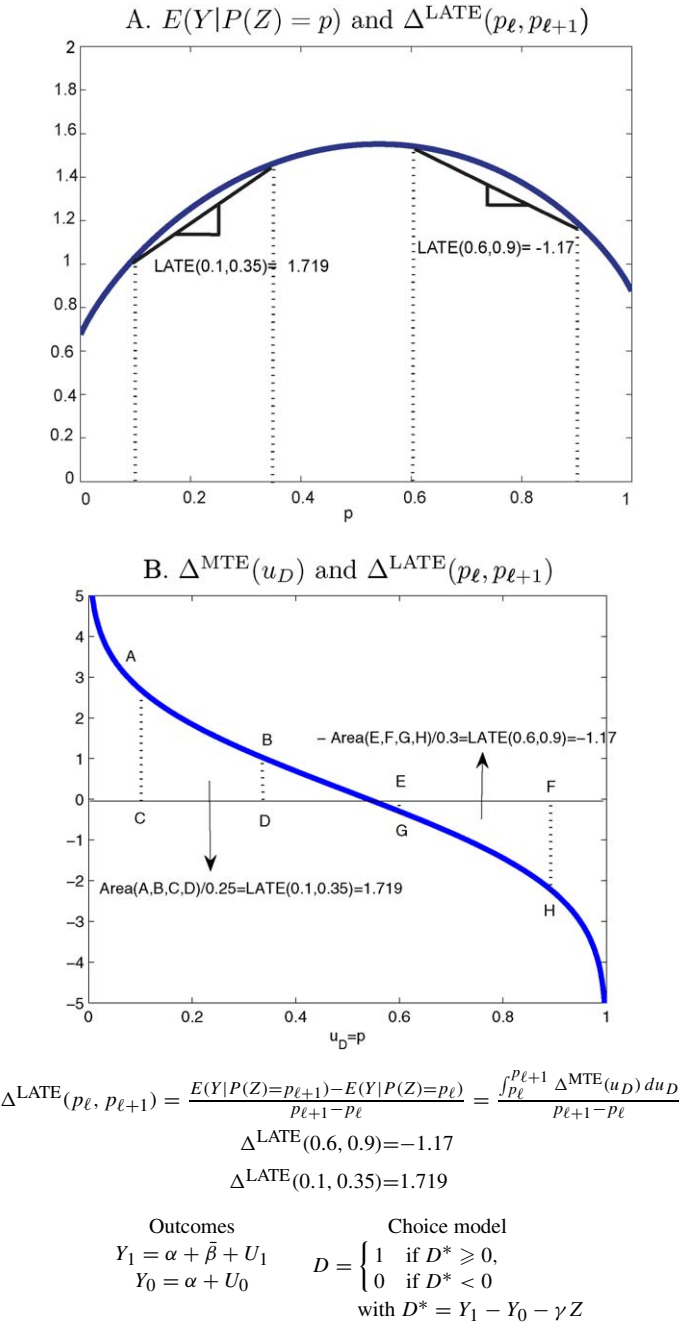 A. E(Y|P(Z) = p) and Δ^LATE(p_ℓ, p_ℓ+1)
2
1.8
1.6
1.4
1.2
1
0.8
0.6
0.4
0.2
0
LATE(0.1,0.35)= 1.719
LATE(0.6,0.9)= -1.17
0 0.2 0.4 0.6 0.8 1
p
B. Δ^MTE(u_D) and Δ^LATE(p_ℓ, p_ℓ+1)
5
4
3
2
1
0
−1
−2
−3
−4
−5
A
B
− Area(E,F,G,H)/0.3=LATE(0.6,0.9)=−1.17
E
F
C
D
G
Area(A,B,C,D)/0.25=LATE(0.1,0.35)=1.719
H
0 0.2 0.4 0.6 0.8 1
u_D=p
Δ^LATE(p_ℓ, p_ℓ+1) = E(Y|P(Z)=p_ℓ+1)−E(Y|P(Z)=p_ℓ) / p_ℓ+1−p_ℓ = ∫_p_ℓ^p_ℓ+1 Δ^MTE(u_D) du_D / p_ℓ+1−p_ℓ
Δ^LATE(0.6, 0.9)=−1.17
Δ^LATE(0.1, 0.35)=1.719
Outcomes Choice model
Y_1 = α + β̄ + U_1
Y_0 = α + U_0
D = { 1 if D* ⩾ 0,
0 if D* < 0
with D* = Y_1 − Y_0 − γZ